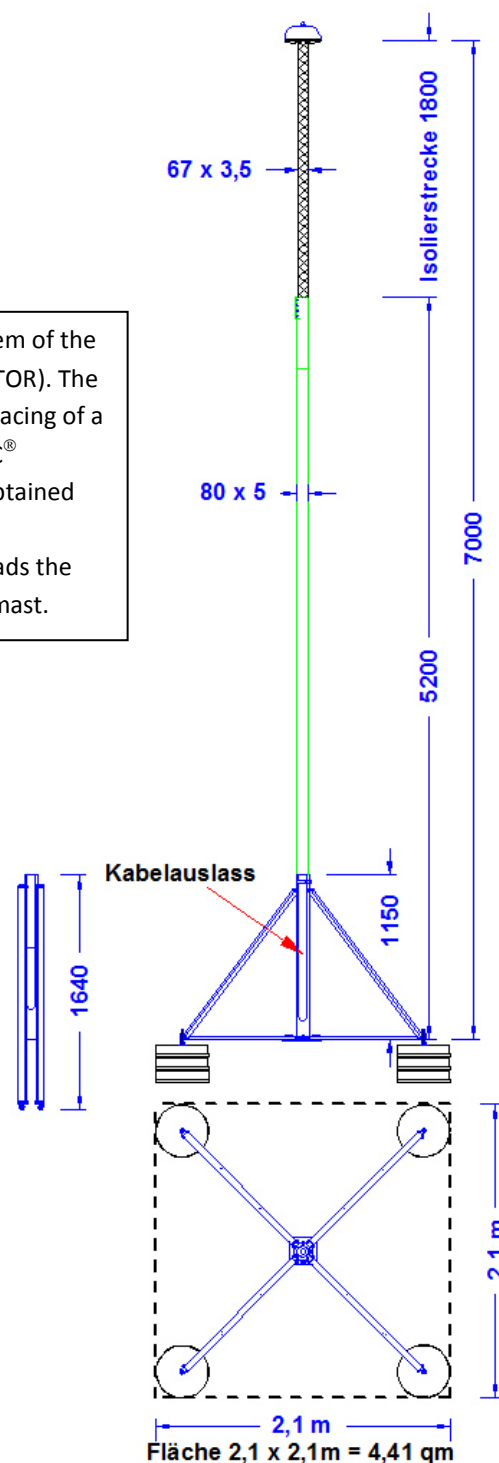 Isolierstrecke 1800
67 x 3,5
em of the
TOR). The
acing of a
®
tained
ads the
mast.
80 x 5
7000
5200
Kabelauslass
1150
1640
2,1 m
2,1 m
Fläche 2,1 x 2,1m = 4,41 qm